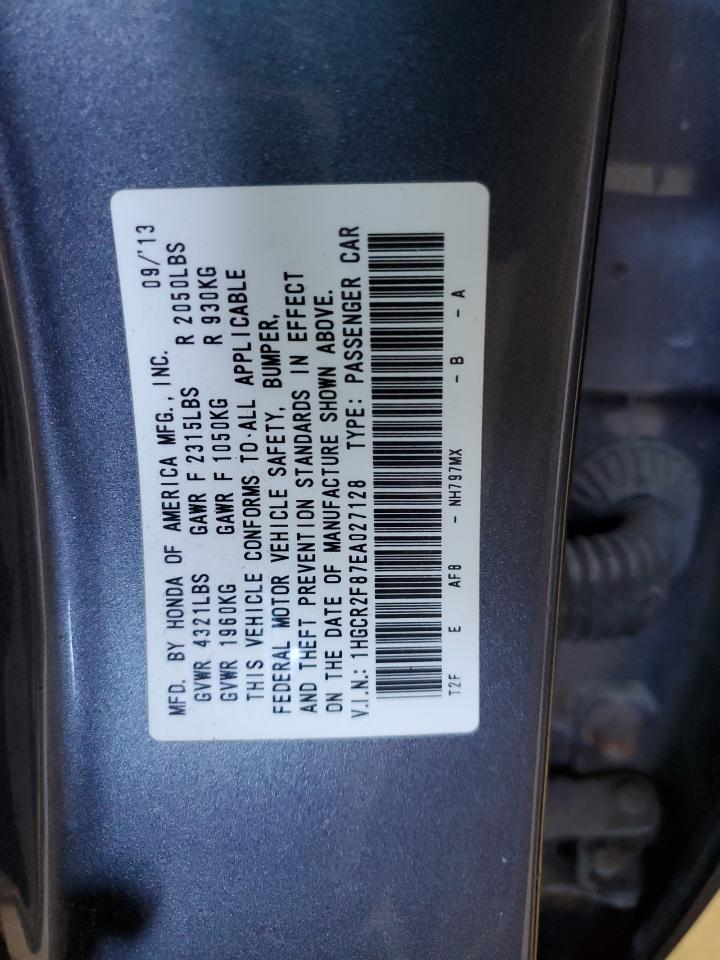 MFD. BY HONDA OF AMERICA MFG., INC. 09/'13
GVWR 4321LBS GAWR F 2315LBS R 2050LBS
GVWR 1960KG GAWR F 1050KG R 930KG
THIS VEHICLE CONFORMS TO ALL APPLICABLE
FEDERAL MOTOR VEHICLE SAFETY, BUMPER,
AND THEFT PREVENTION STANDARDS IN EFFECT
ON THE DATE OF MANUFACTURE SHOWN ABOVE.
V.I.N.: 1HGCR2F87EA027128 TYPE: PASSENGER CAR
T2F E AF8 - NH797MX - B - A